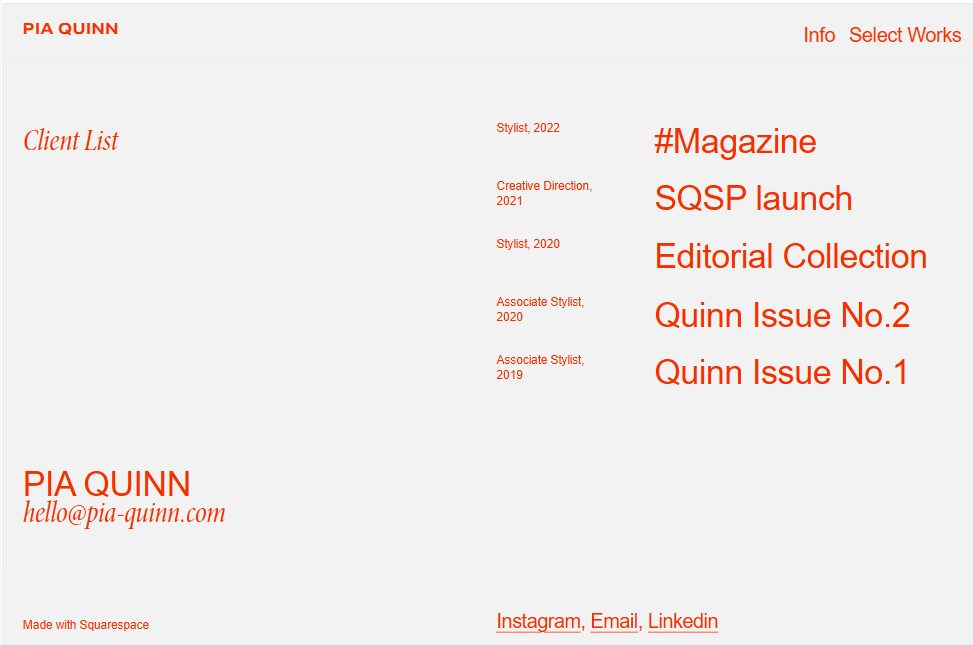 PIA QUINN
Info Select Works
Client List
Stylist, 2022
#Magazine
Creative Direction,
2021
SQSP launch
Stylist, 2020
Editorial Collection
Associate Stylist,
2020
Quinn Issue No.2
Associate Stylist,
2019
Quinn Issue No.1
PIA QUINN
hello@pia-quinn.com
Made with Squarespace
Instagram, Email, Linkedin